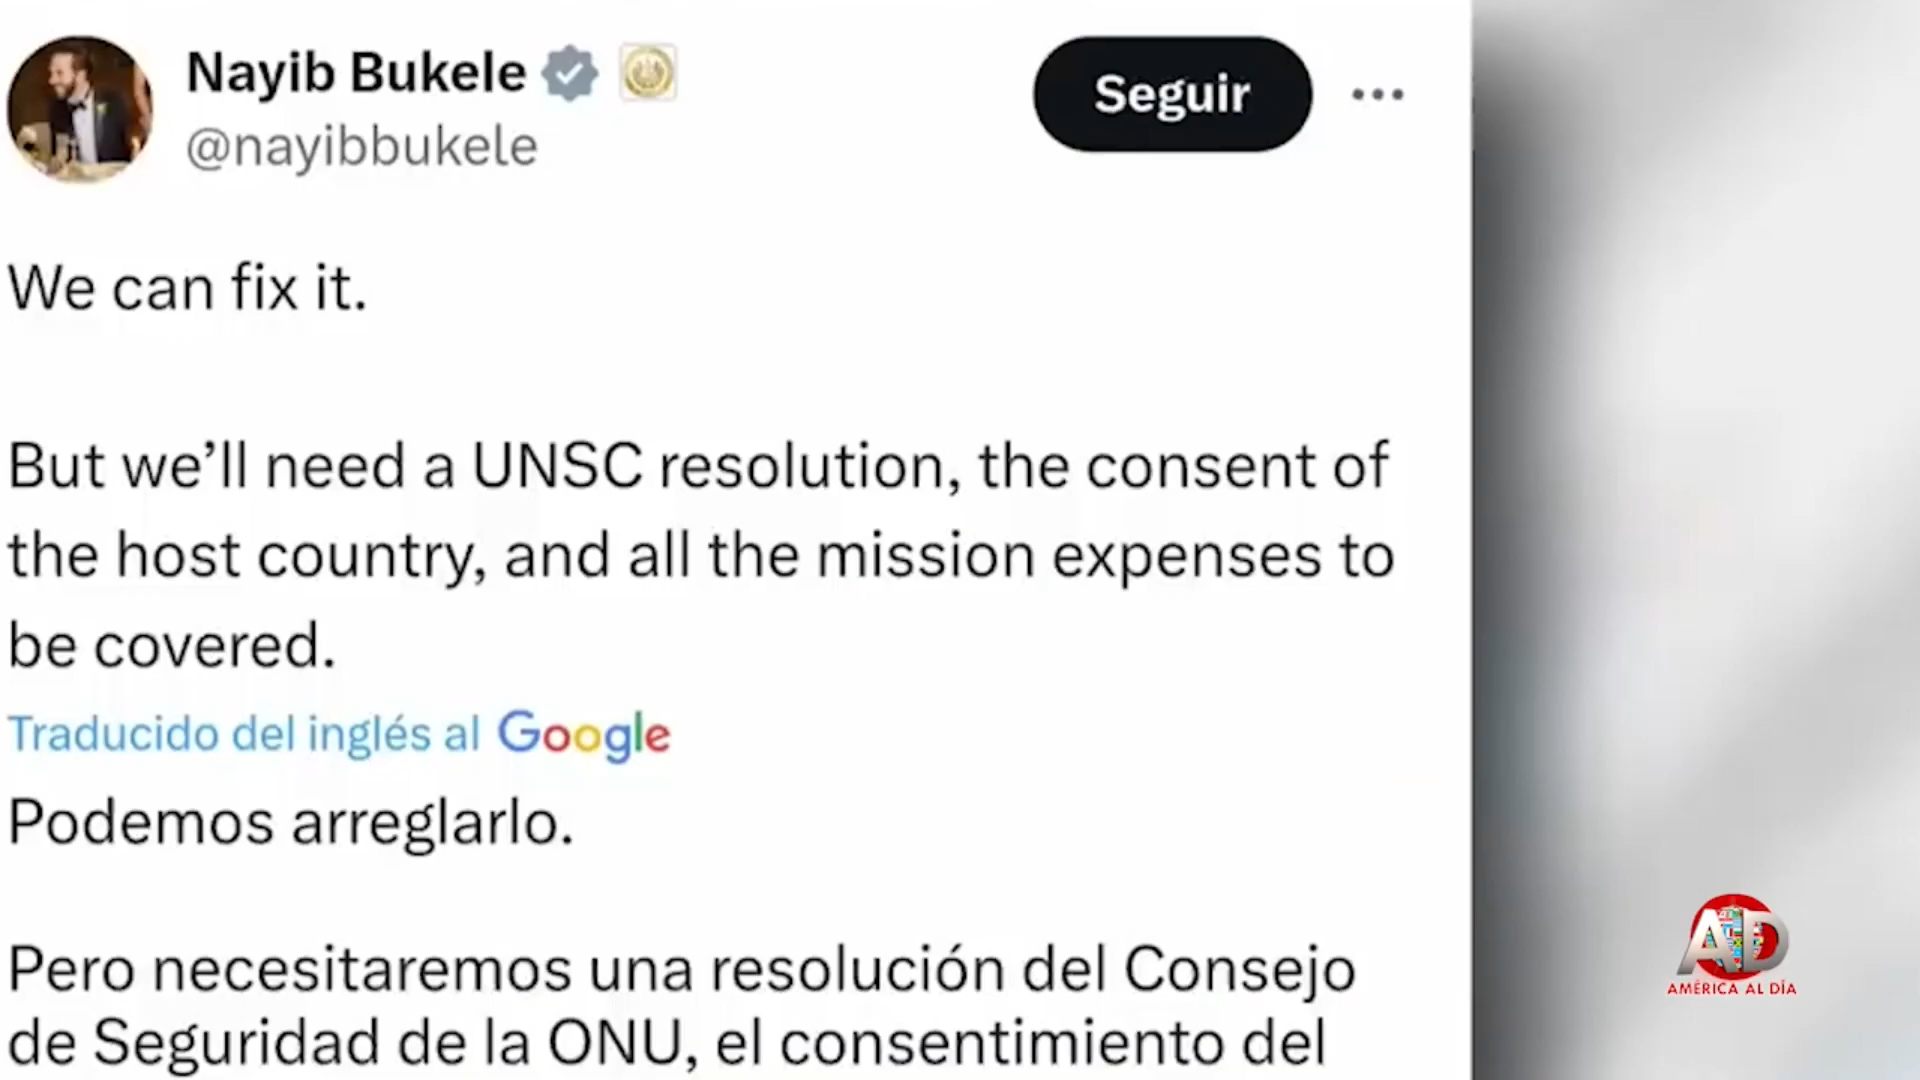 Nayib Bukele
@nayibbukele
Seguir
We can fix it.
But we’ll need a UNSC resolution, the consent of
the host country, and all the mission expenses to
be covered.
Traducido del inglés al Google
Podemos arreglarlo.
Pero necesitaremos una resolución del Consejo
de Seguridad de la ONU, el consentimiento del
AD
AMÉRICA AL DÍA